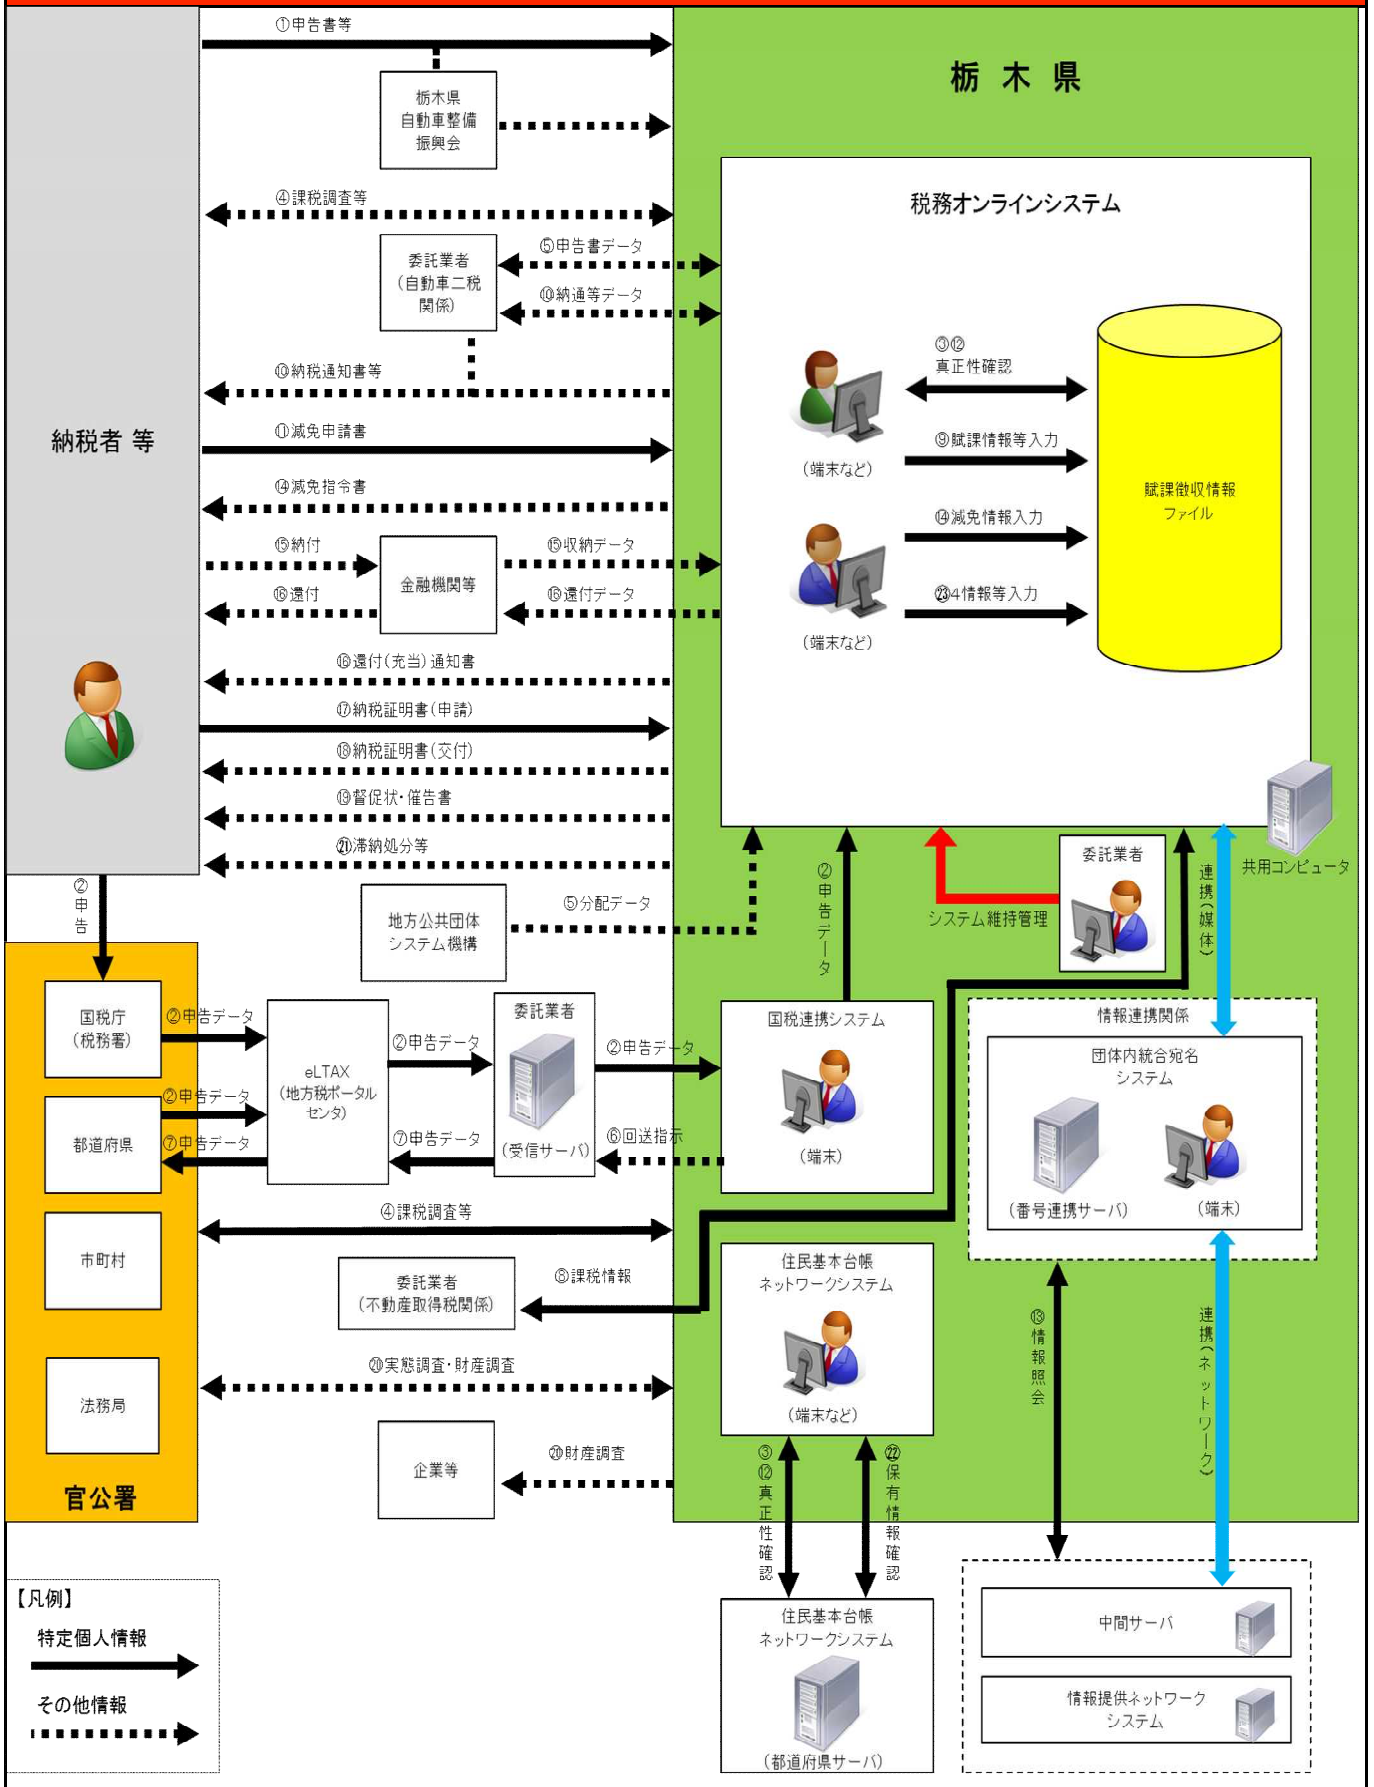 ①申告書等
栃木県
栃木県
自動車整備
振興会
税務オンラインシステム
④課税調査等
委託業者
(自動車二税
関係)
⑤申告書データ
⑩納通等データ
⑩納税通知書等
③⑫
真正性確認
(端末など)
⑨賦課情報等入力
納税者 等
⑪減免申請書
⑭減免指令書
⑭減免情報入力
賦課徴収情報
ファイル
⑮納付
金融機関等
⑮収納データ
⑯還付
⑯還付データ
㉓4情報等入力
(端末など)
⑯還付(充当)通知書
⑰納税証明書(申請)
⑱納税証明書(交付)
⑲督促状・催告書
㉑滞納処分等
共用コンピュータ
②申告
地方公共団体
システム機構
⑤分配データ
②申告データ
委託業者
システム維持管理
連携(媒体)
国税庁
(税務署)
②申告データ
eLTAX
(地方税ポータル
センタ)
②申告データ
委託業者
(受信サーバ)
②申告データ
国税連携システム
(端末)
情報連携関係
団体内統合宛名
システム
(番号連携サーバ)
(端末)
都道府県
②申告データ
⑦申告データ
⑦申告データ
⑥回送指示
④課税調査等
市町村
委託業者
(不動産取得税関係)
⑧課税情報
住民基本台帳
ネットワークシステム
(端末など)
⑬情報照会
連携(ネットワーク)
法務局
⑳実態調査・財産調査
企業等
⑳財産調査
官公署
③⑫真正性確認
㉒保有情報確認
【凡例】
特定個人情報
その他情報
住民基本台帳
ネットワークシステム
(都道府県サーバ)
中間サーバ
情報提供ネットワーク
システム